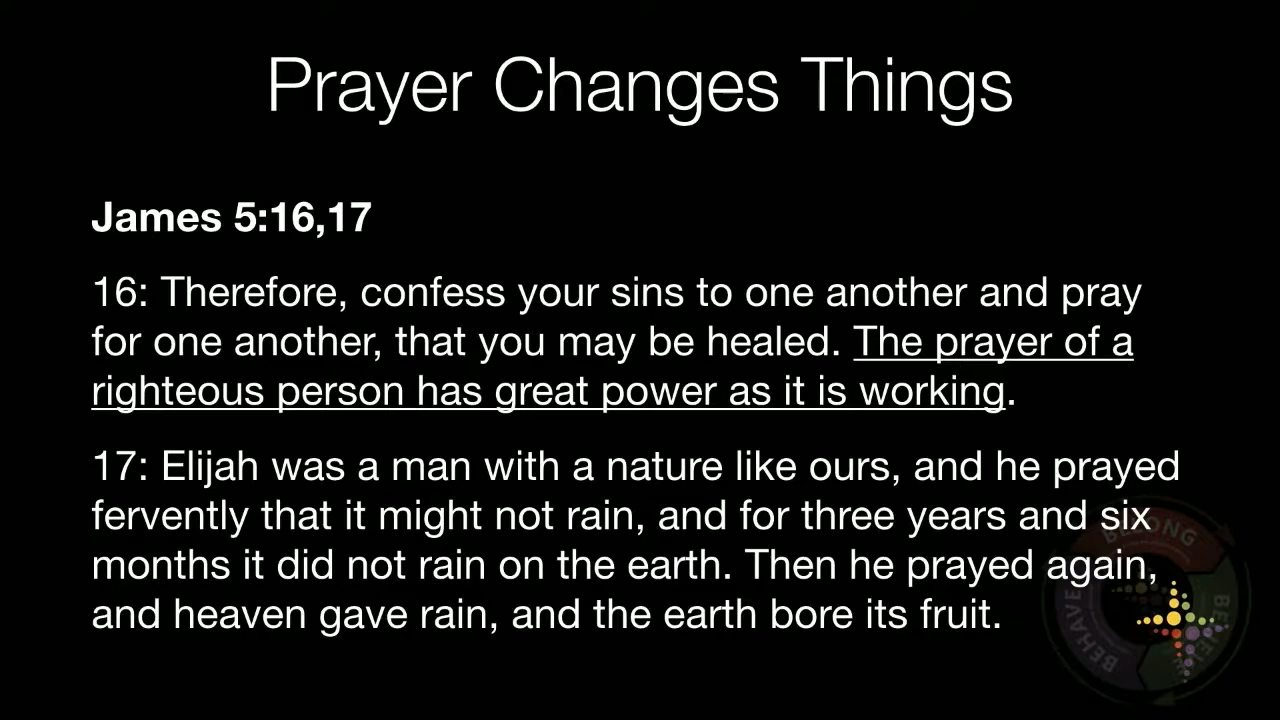 Prayer Changes Things
James 5:16,17
16: Therefore, confess your sins to one another and pray
for one another, that you may be healed. The prayer of a
righteous person has great power as it is working.
17: Elijah was a man with a nature like ours, and he prayed
fervently that it might not rain, and for three years and six
months it did not rain on the earth. Then he prayed again,
and heaven gave rain, and the earth bore its fruit.
BELONG
BEHAVE